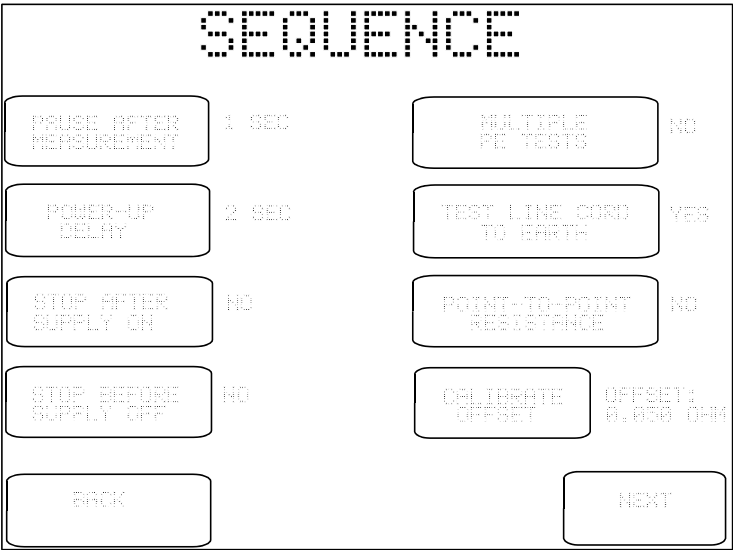 SEQUENCE
PAUSE AFTER
MEASUREMENT
1 SEC
MULTIPLE
PE TESTS
NO
POWER-UP
DELAY
2 SEC
TEST LINE CORD
TO EARTH
YES
STOP AFTER
SUPPLY ON
NO
POINT-TO-POINT
RESISTANCE
NO
STOP BEFORE
SUPPLY OFF
NO
CALIBRATE
OFFSET
OFFSET:
0.050 OHM
BACK
NEXT